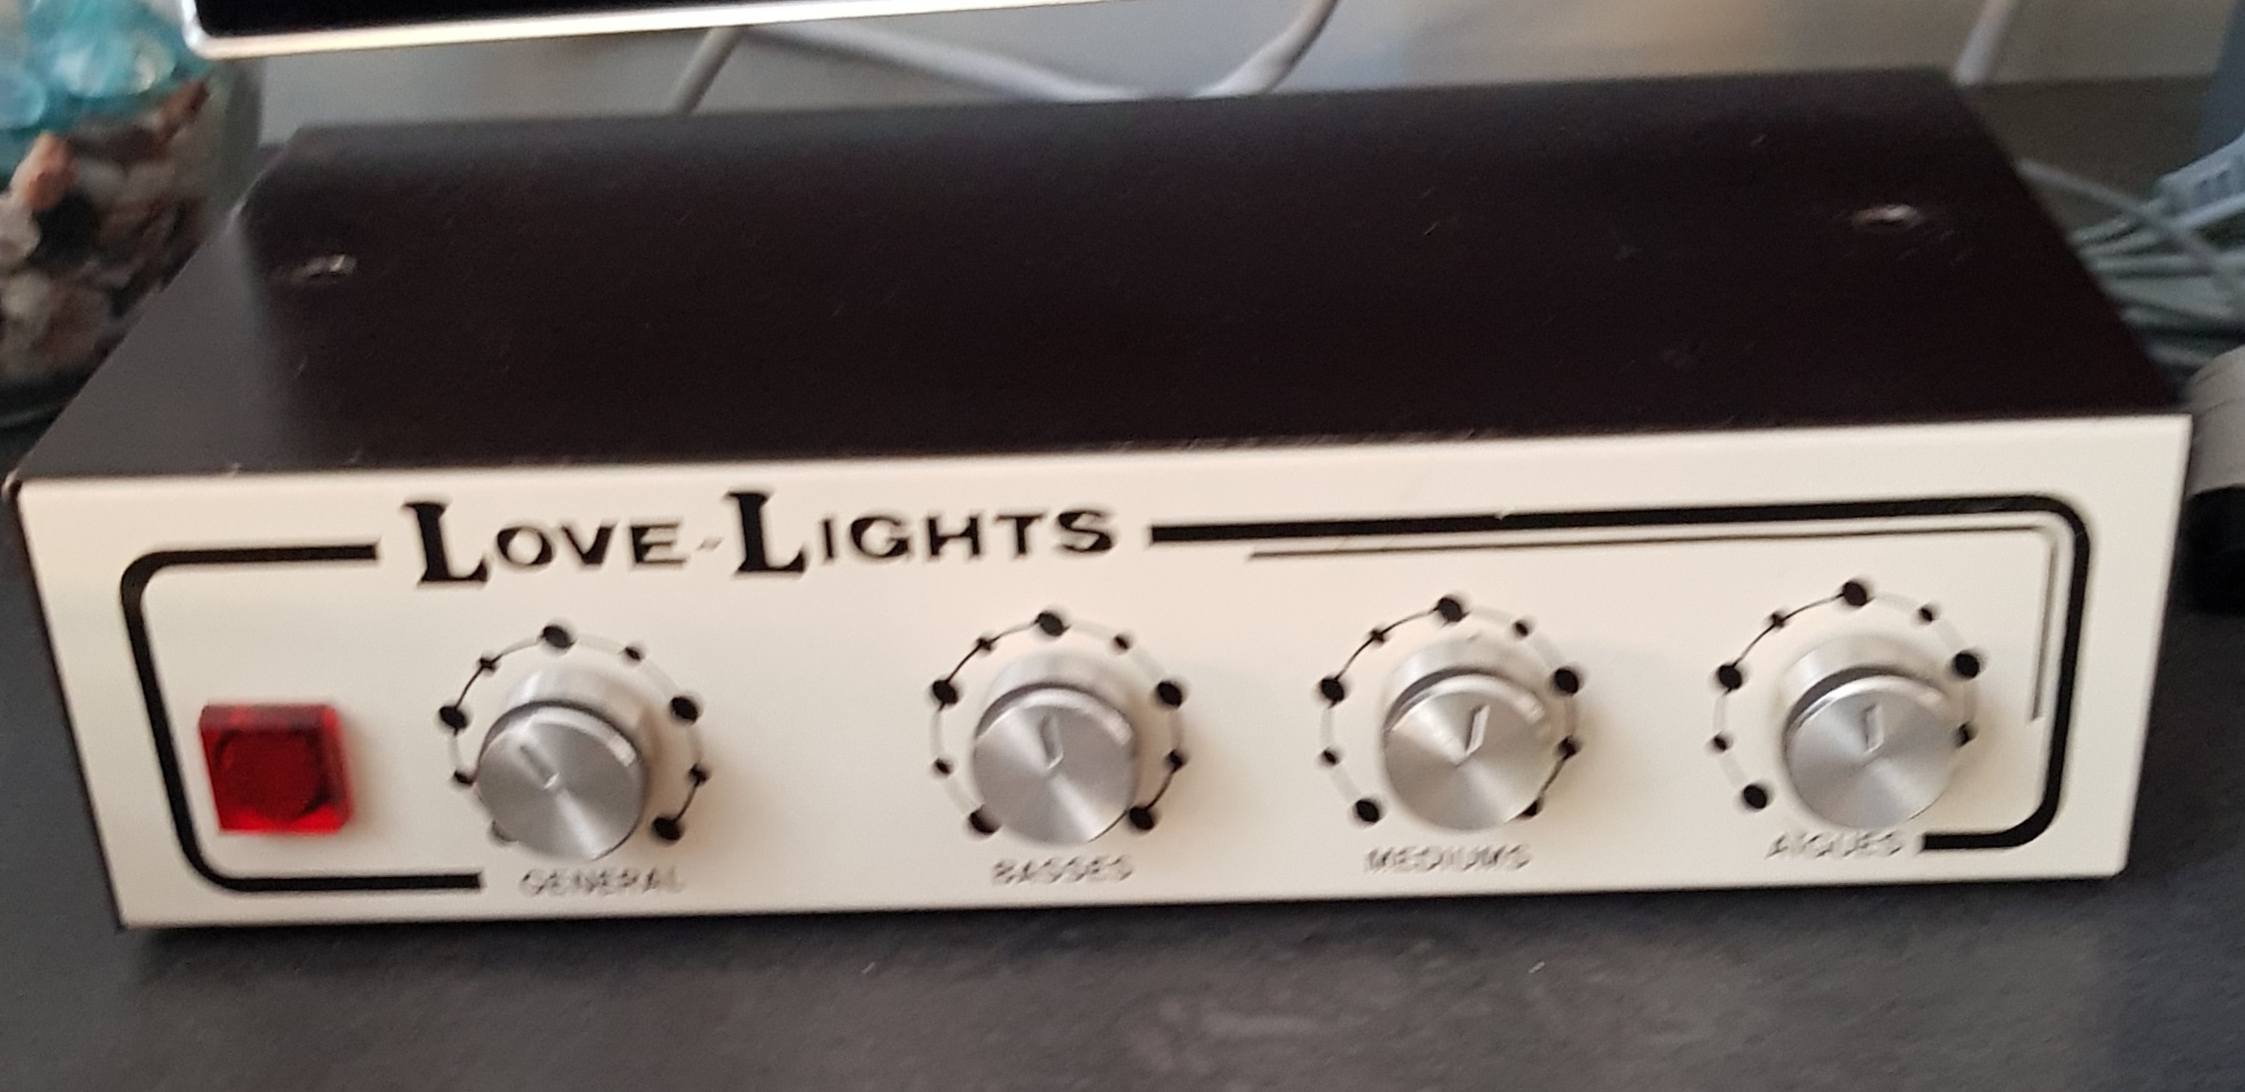 LOVE-LIGHTS
GENERAL
BASSES
MEDIUMS
AIGUES